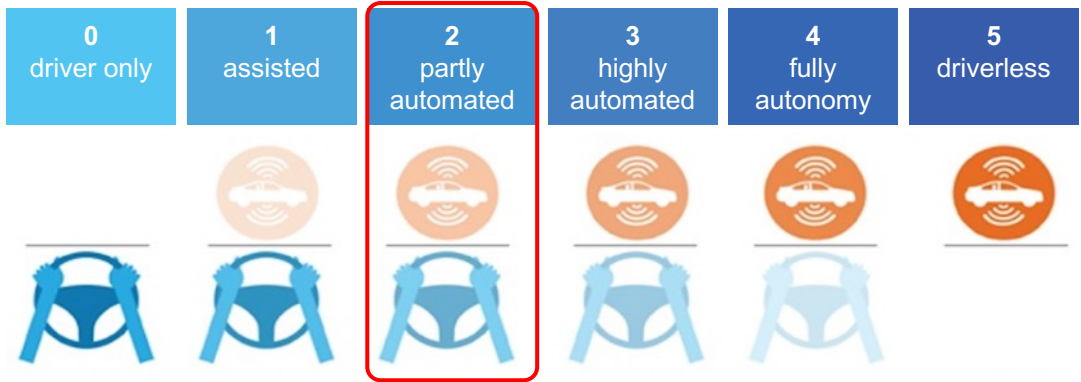 0
driver only
1
assisted
2
partly
automated
3
highly
automated
4
fully
autonomy
5
driverless